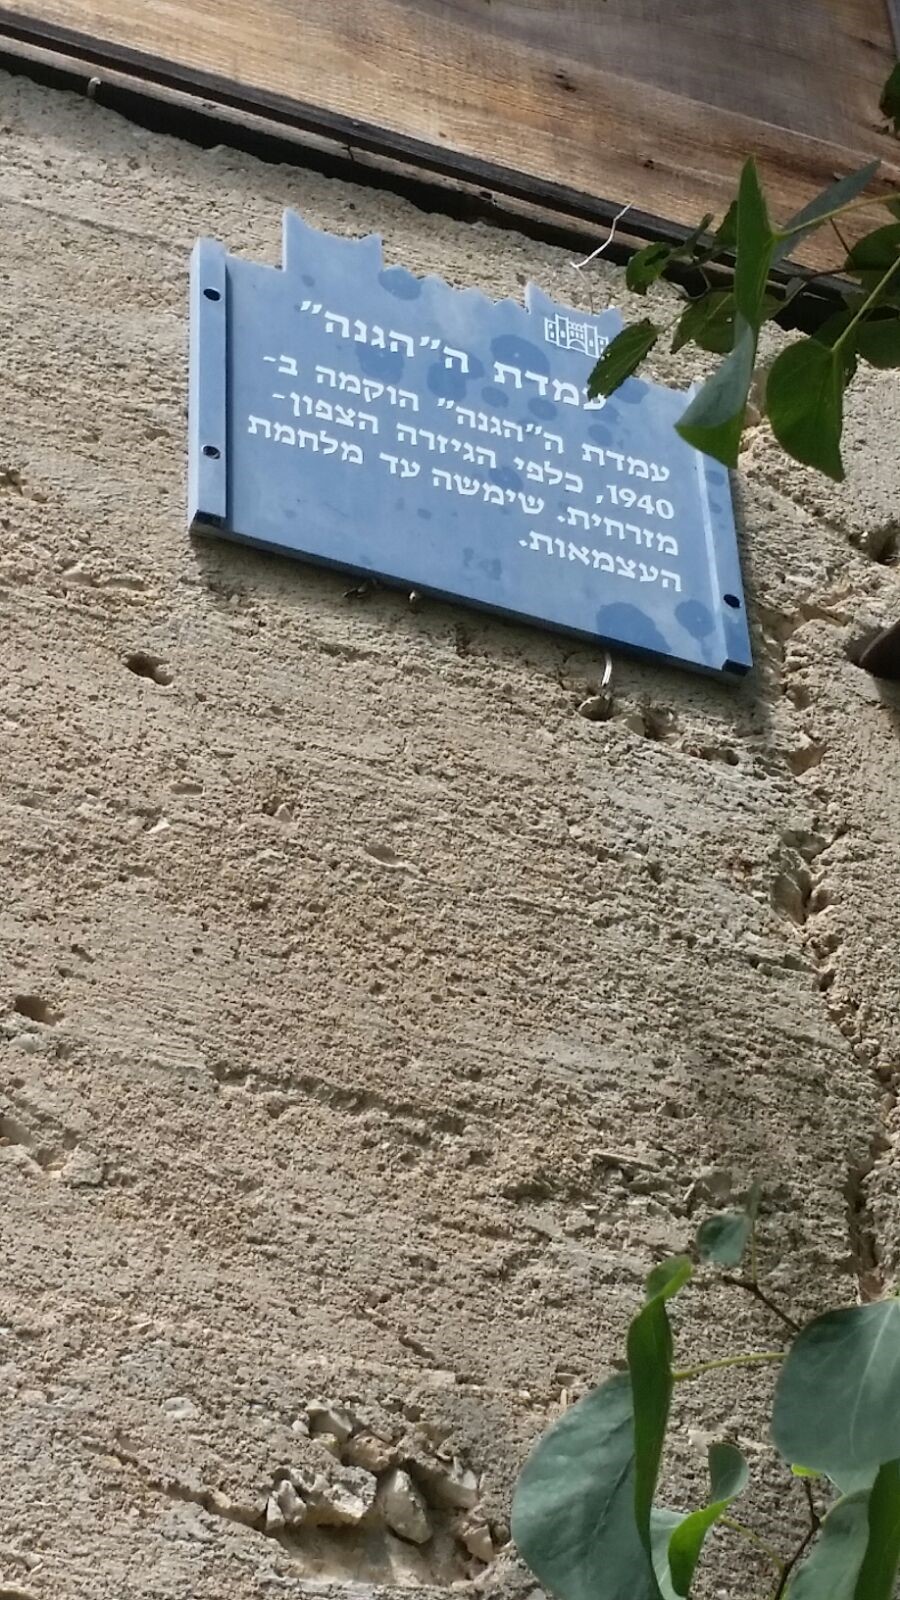 עמדת ה"הגנה"
עמדת ה"הגנה" הוקמה ב-
1940, כלפי הגיזרה הצפון-
מזרחית. שימשה עד מלחמת
העצמאות.